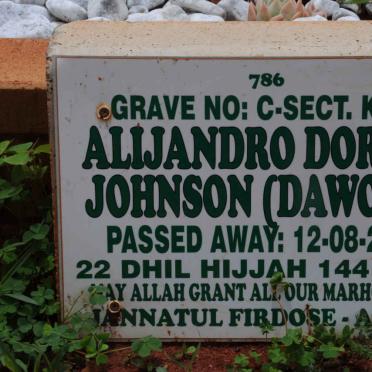 786
GRAVE NO: C-SECT. K
ALIJANDRO DOR
JOHNSON (DAWO
PASSED AWAY: 12-08-2
22 DHIL HIJJAH 144
MAY ALLAH GRANT ALL OUR MARH
JANNATUL FIRDOSE - A